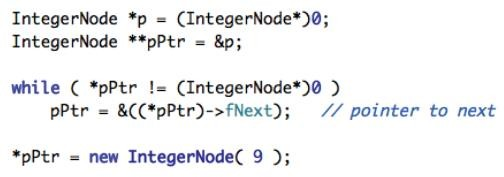 IntegerNode *p = (IntegerNode*)0;
IntegerNode **pPtr = &p;
while ( *pPtr != (IntegerNode*)0 )
pPtr = &((*pPtr)->fNext); // pointer to next
*pPtr = new IntegerNode( 9 );